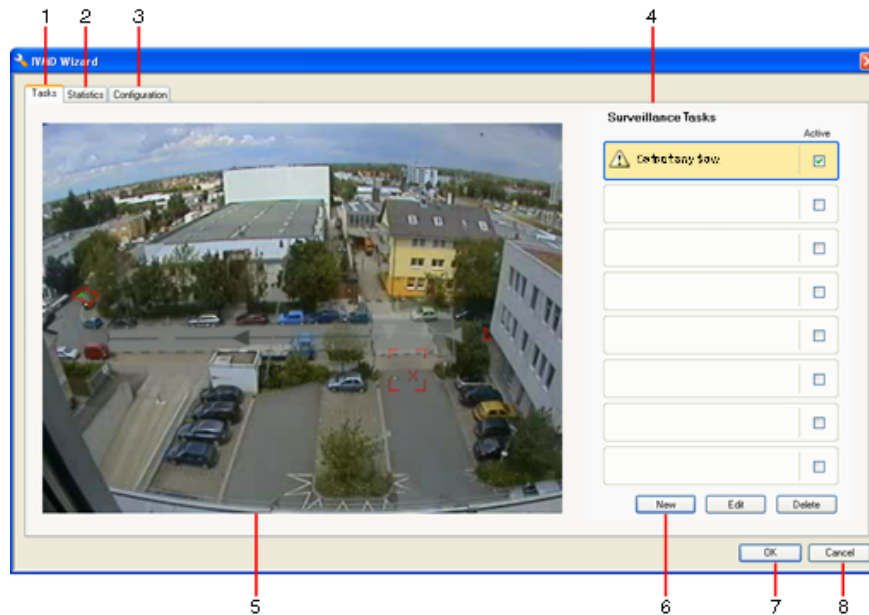 1 2 3 4
Wizard
Tasks Statistics Configuration
Surveillance Tasks
Active
New Edit Delete
OK Cancel
5 6 7 8